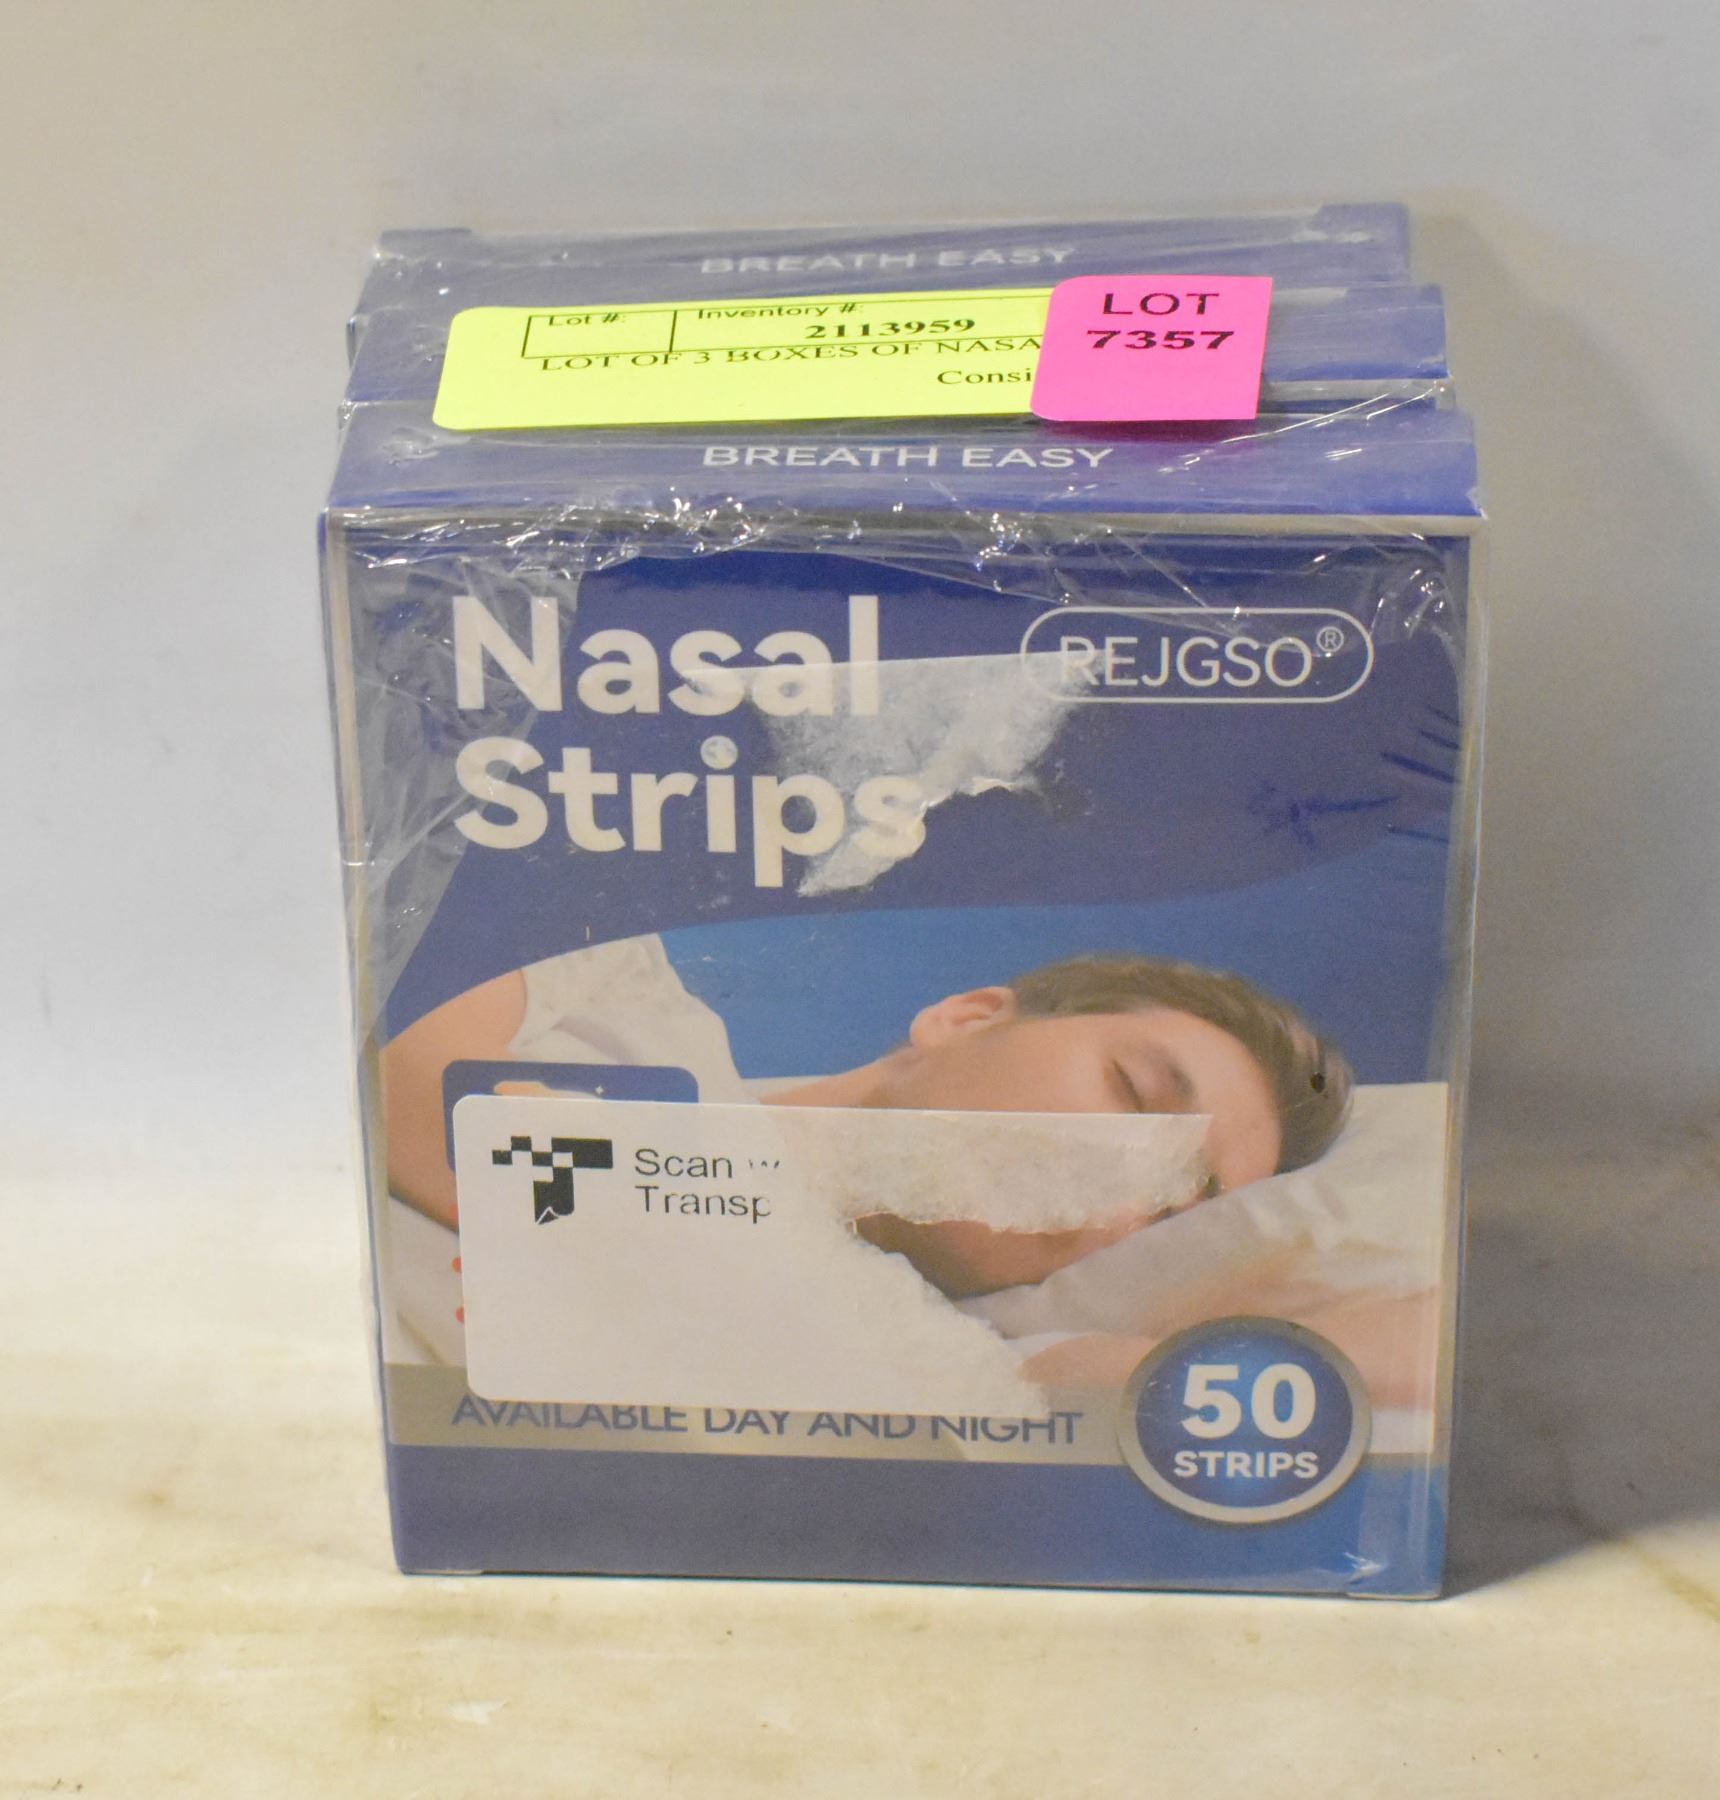 BREATH EASY
Lot #:
Inventory #:
2113959
LOT OF 3 BOXES OF NASA
Consi
LOT
7357
BREATH EASY
Nasal
Strips
REJGSO®
Scan
Transp
AVAILABLE DAY AND NIGHT
50
STRIPS